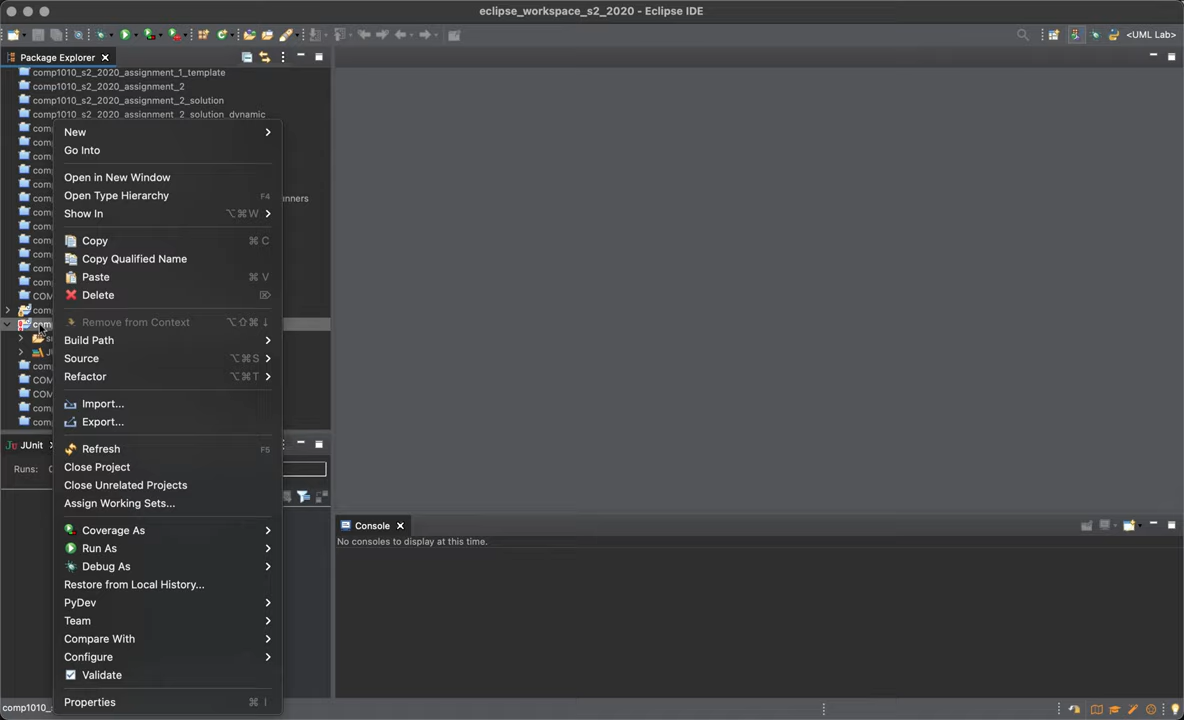 eclipse_workspace_s2_2020 - Eclipse IDE
<UML Lab>
Package Explorer
comp1010_s2_2020_assignment_1_template
comp1010_s2_2020_assignment_2
comp1010_s2_2020_assignment_2_solution
comp1010_s2_2020_assignment_2_solution_dynamic
New
Go Into
Open in New Window
Open Type Hierarchy F4
Show In ⌥⌘W
Copy ⌘ C
Copy Qualified Name
Paste ⌘ V
Delete ⌦
Remove from Context ⌥⇧⌘ ↓
Build Path
Source ⌥⌘S
Refactor ⌥⌘T
Import...
Export...
Refresh F5
Close Project
Close Unrelated Projects
Assign Working Sets...
Coverage As
Run As
Debug As
Restore from Local History...
PyDev
Team
Compare With
Configure
Validate
Properties ⌘ I
JUnit
Runs:
Console
No consoles to display at this time.